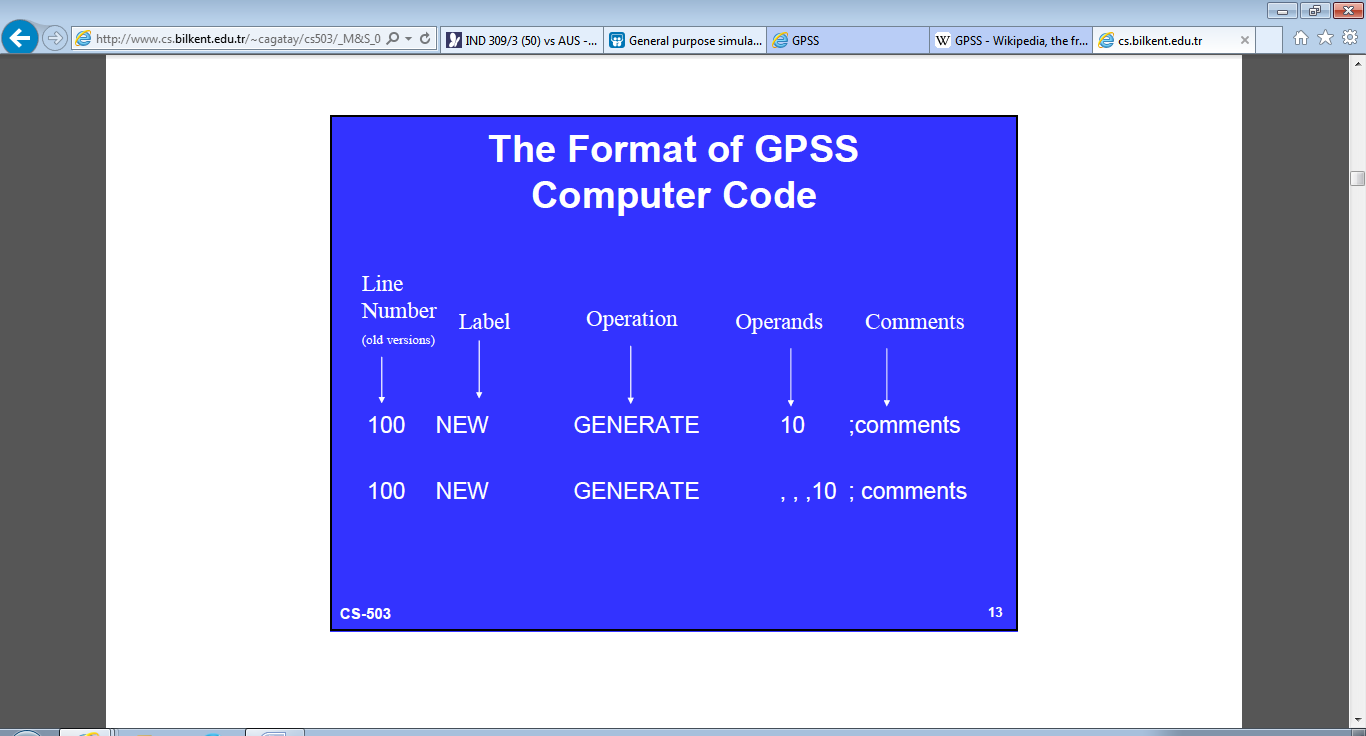 http://www.cs.bilkent.edu.tr/~cagatay/cs503/_M&S_0
IND 309/3 (50) vs AUS -...
General purpose simula...
GPSS
GPSS - Wikipedia, the fr...
cs.bilkent.edu.tr
The Format of GPSS
Computer Code
Line
Number
(old versions)
Label
Operation
Operands
Comments
100 NEW GENERATE 10 ;comments
100 NEW GENERATE , , ,10 ; comments
CS-503
13